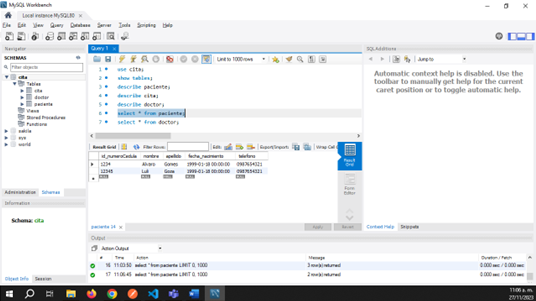 MySQL Workbench
Local instance MySQL80
File Edit View Query Database Server Tools Scripting Help
Navigator
SCHEMAS
Filter objects
cita
Tables
cita
doctor
paciente
Views
Stored Procedures
Functions
sakila
sys
world
Administration Schemas
Information
Schema: cita
Object Info Session
Query 1
Limit to 1000 rows
1 use cita;
2 show tables;
3 describe paciente;
4 describe cita;
5 describe doctor;
6 select * from paciente;
7 select * from doctor;
Result Grid Filter Rows: Edit: Export/Import: Wrap Cell
id_numeroCedula nombre apellido fecha_nacimiento telefono
1234 Alvaro Gomez 1999-01-18 00:00:00 0987654321
12345 Luli 1999-01-18 00:00:00 0987654321
NULL NULL NULL NULL NULL
Result Grid
Form Editor
paciente 14
Apply Revert
SQLAdditions
Jump to
Automatic context help is disabled. Use the
toolbar to manually get help for the current
caret position or to toggle automatic help.
Context Help Snippets
Output
Action Output
# Time Action Message Duration / Fetch
16 11:03:50 select * from paciente LIMIT 0, 1000 3 row(s) returned 0.000 sec / 0.000 sec
17 11:06:45 select * from paciente LIMIT 0, 1000 2 row(s) returned 0.000 sec / 0.000 sec
11:06 a. m.
27/11/2023